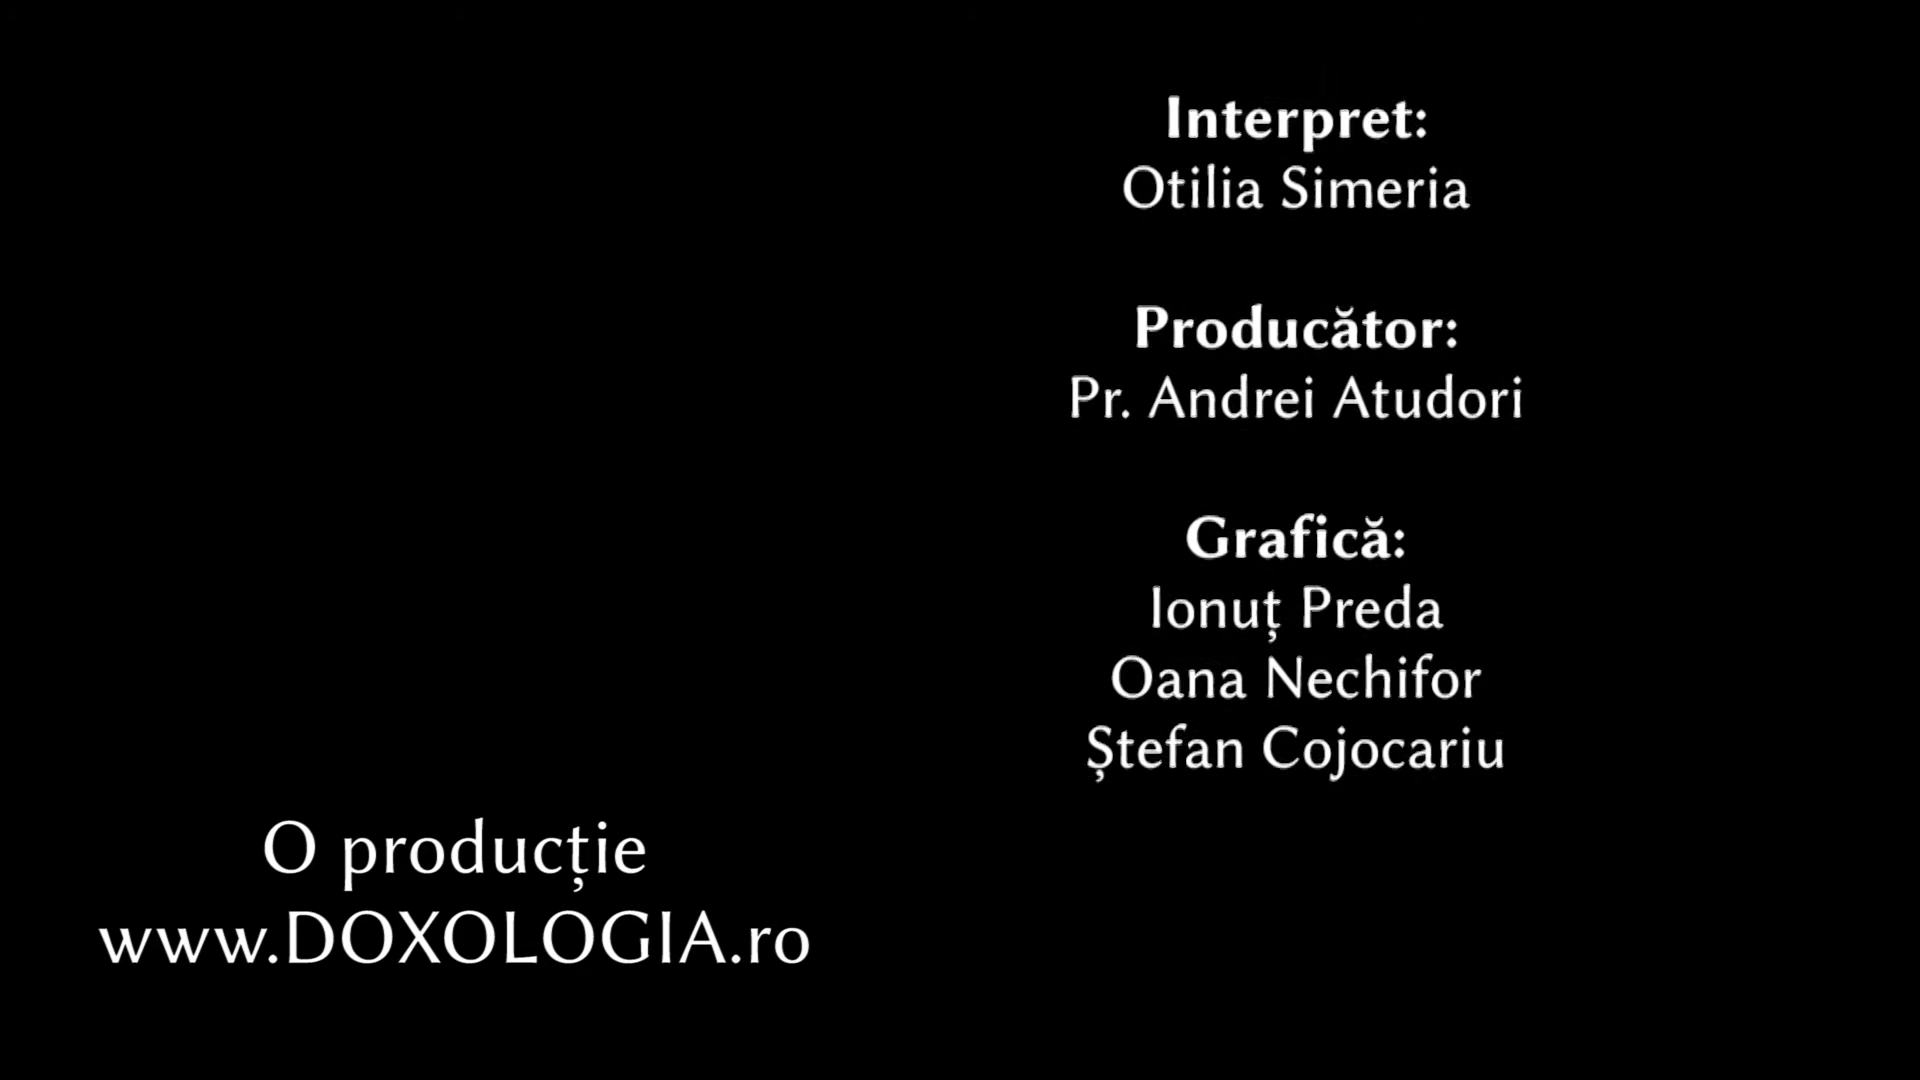 Interpret:
Otilia Simeria
Producător:
Pr. Andrei Atudori
Grafică:
Ionuț Preda
Oana Nechifor
Ștefan Cojocariu
O producție
www.DOXOLOGIA.ro